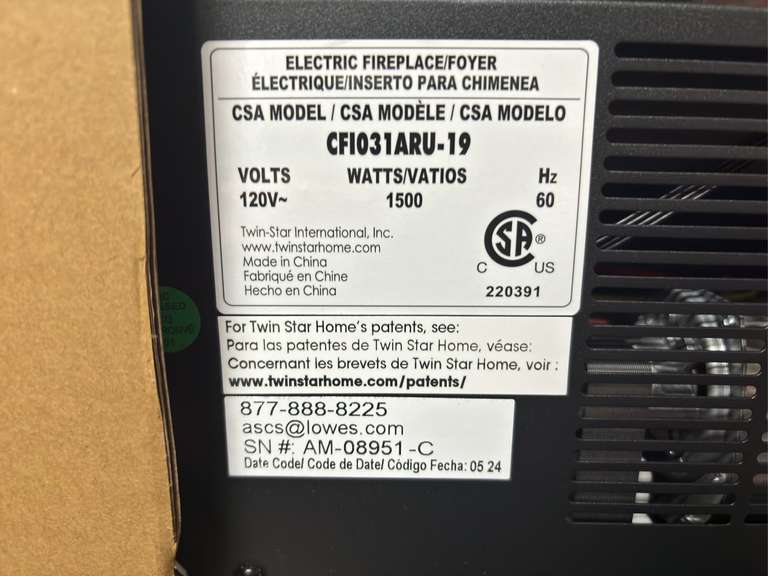 ELECTRIC FIREPLACE/FOYER
ÉLECTRIQUE/INSERTO PARA CHIMENEA
CSA MODEL / CSA MODÈLE / CSA MODELO
CFI031ARU-19
VOLTS WATTS/VATIOS Hz
120V~ 1500 60
Twin-Star International, Inc.
www.twinstarhome.com
Made in China
Fabriqué en Chine
Hecho en China
CSA ®
C US
220391
For Twin Star Home's patents, see:
Para las patentes de Twin Star Home, véase:
Concernant les brevets de Twin Star Home, voir :
www.twinstarhome.com/patents/
877-888-8225
ascs@lowes.com
SN #: AM-08951-C
Date Code/ Code de Date/ Código Fecha: 05 24